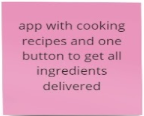 app with cooking
recipes and one
button to get all
ingredients
delivered